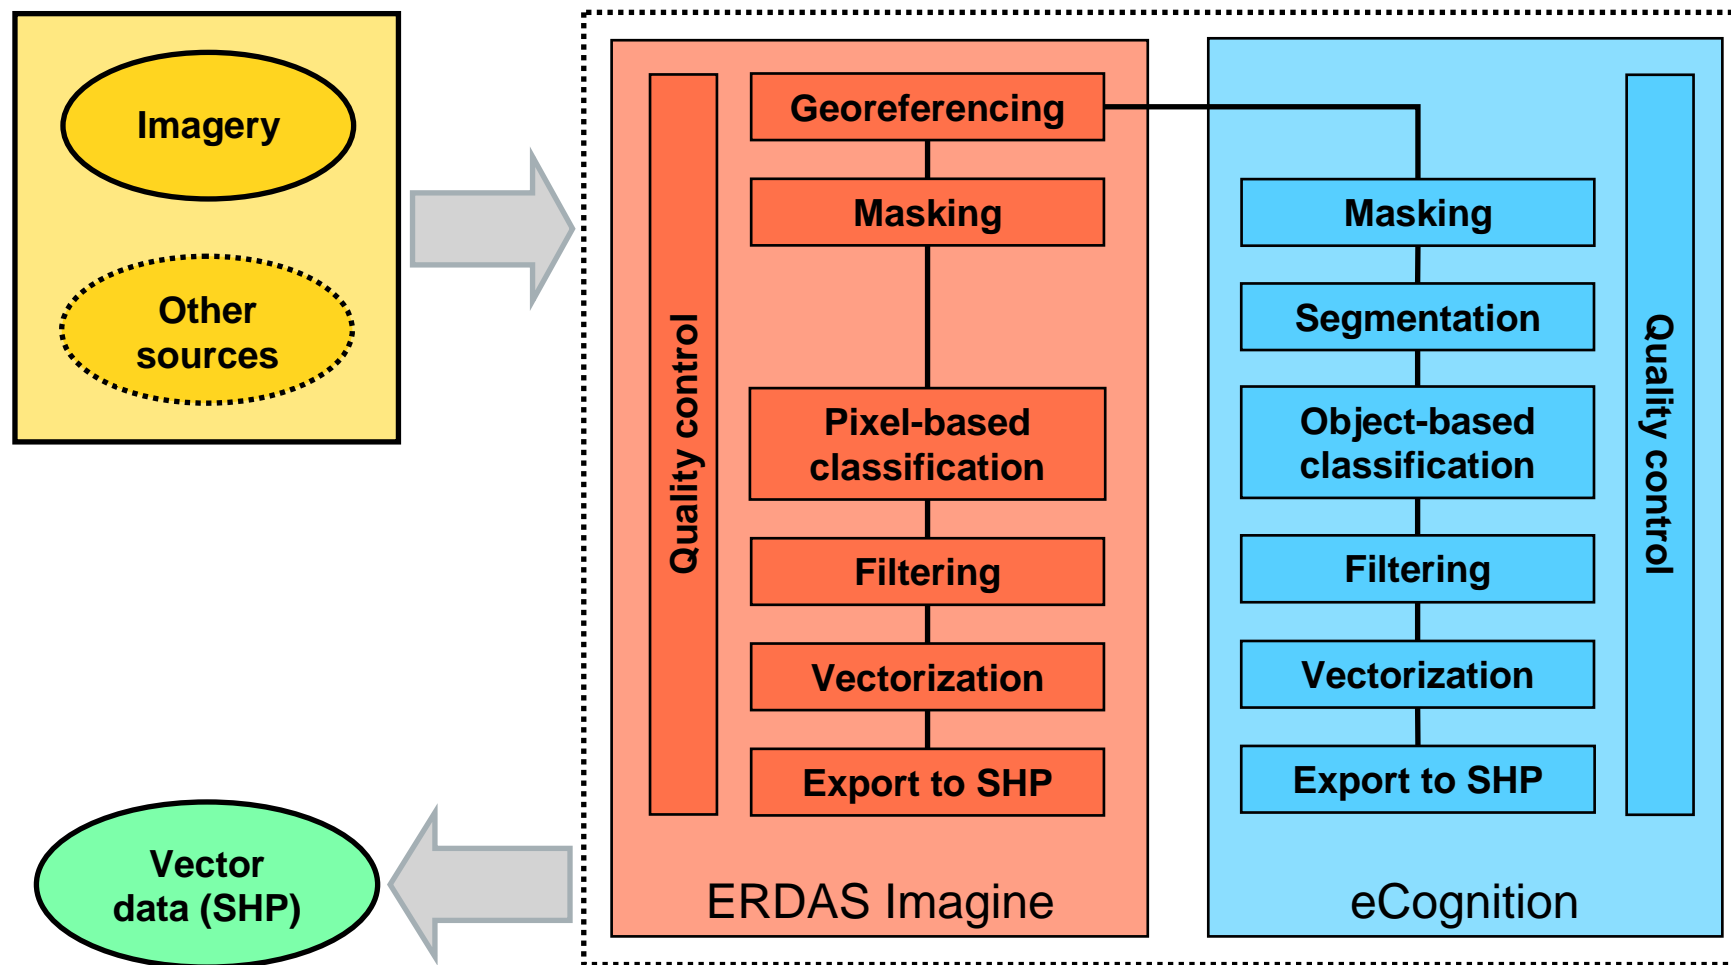 Imagery
Other
sources
Quality control
Georeferencing
Masking
Pixel-based
classification
Filtering
Vectorization
Export to SHP
ERDAS Imagine
Masking
Segmentation
Object-based
classification
Filtering
Vectorization
Export to SHP
Quality control
eCognition
Vector
data (SHP)